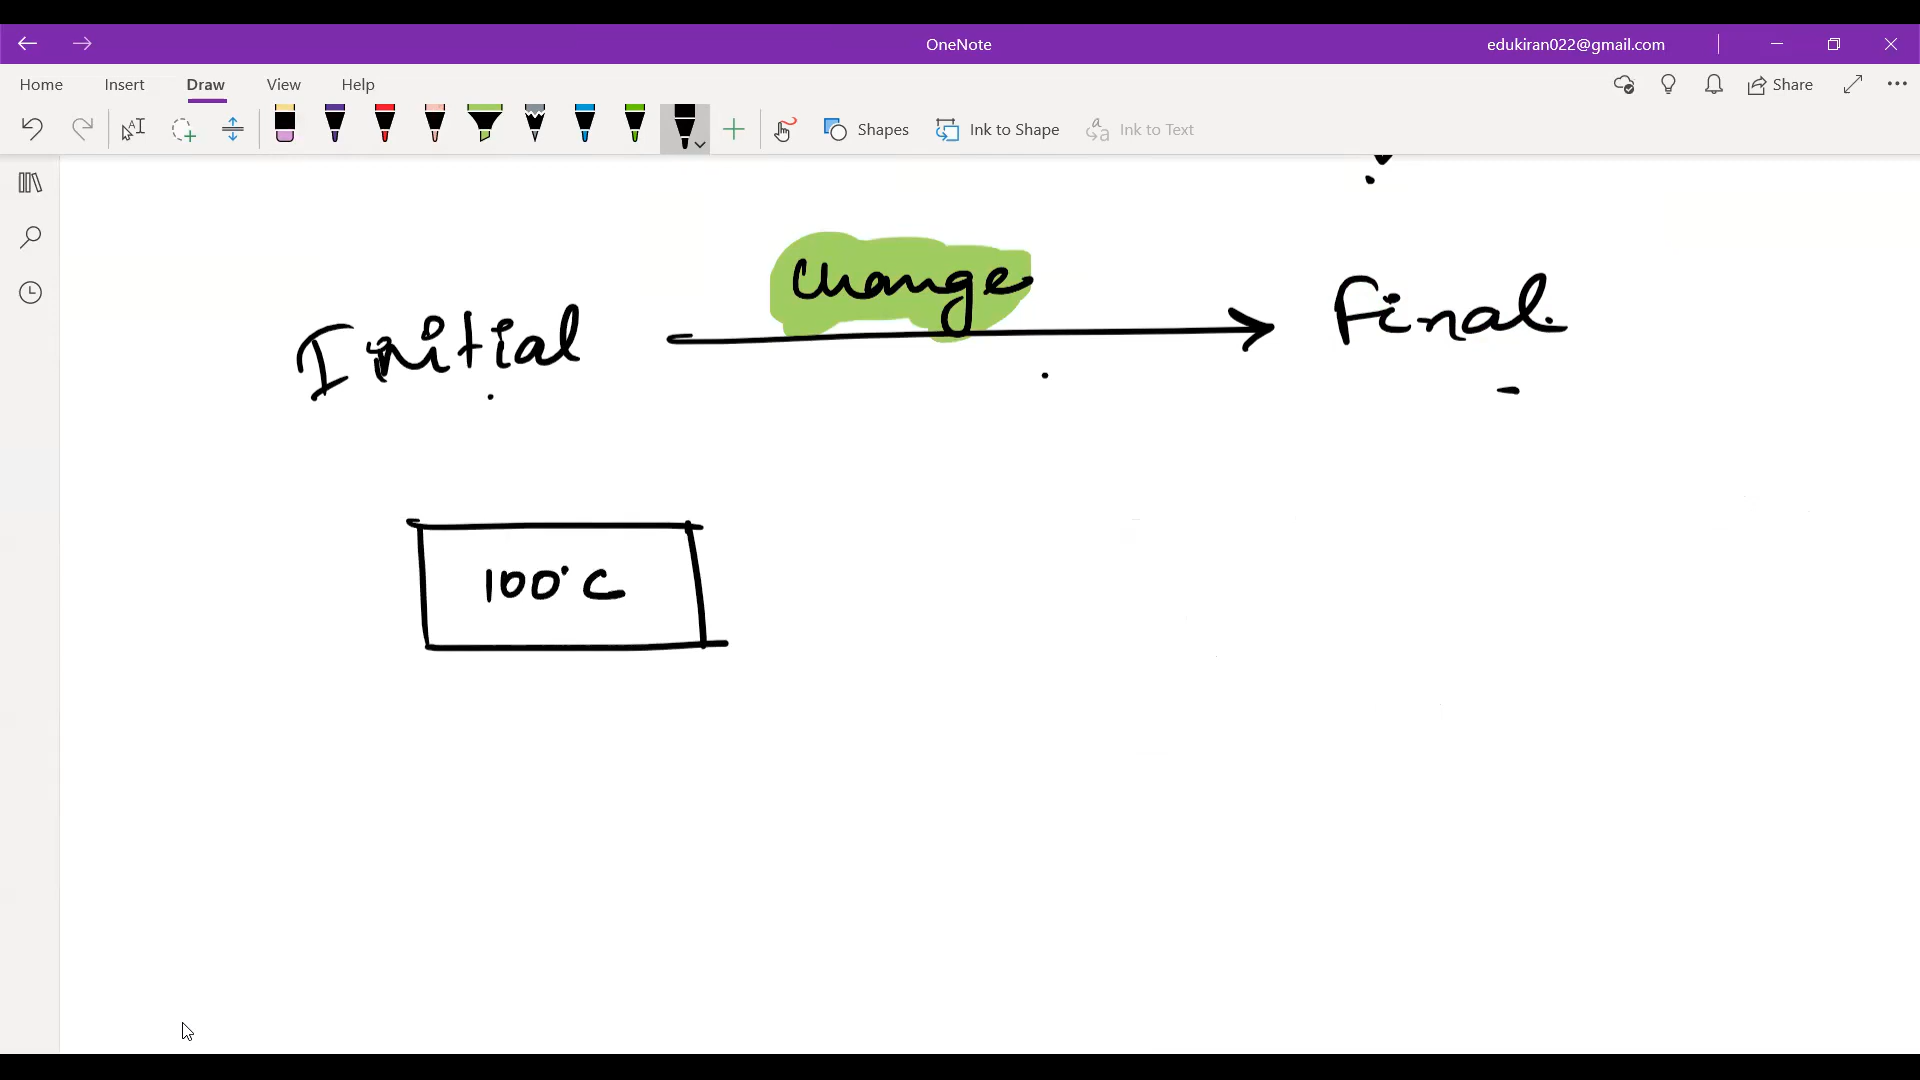 OneNote
edukiran022@gmail.com
Home Insert Draw View Help
Share
Shapes Ink to Shape Ink to Text
change
Initial
final.
100°C